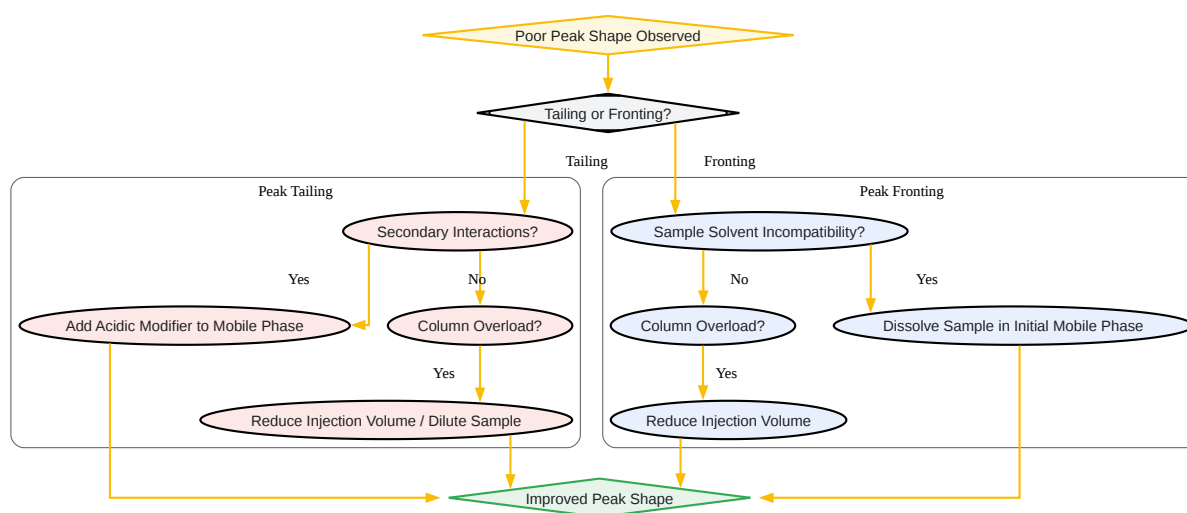 Poor Peak Shape Observed
Tailing or Fronting?
Tailing
Fronting
Peak Tailing
Peak Fronting
Secondary Interactions?
Sample Solvent Incompatibility?
Yes
No
No
Yes
Add Acidic Modifier to Mobile Phase
Column Overload?
Column Overload?
Dissolve Sample in Initial Mobile Phase
Yes
Yes
Reduce Injection Volume / Dilute Sample
Reduce Injection Volume
Improved Peak Shape